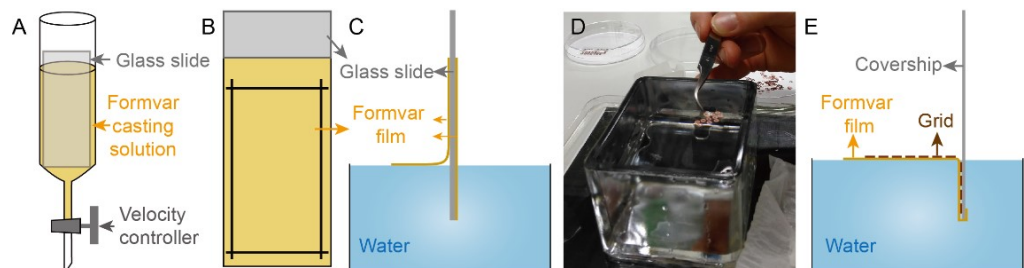 A
Glass slide
Formvar
casting
solution
Velocity
controller
B
C
Glass slide
Formvar
film
Water
D
E
Covership
Formvar
film
Grid
Water